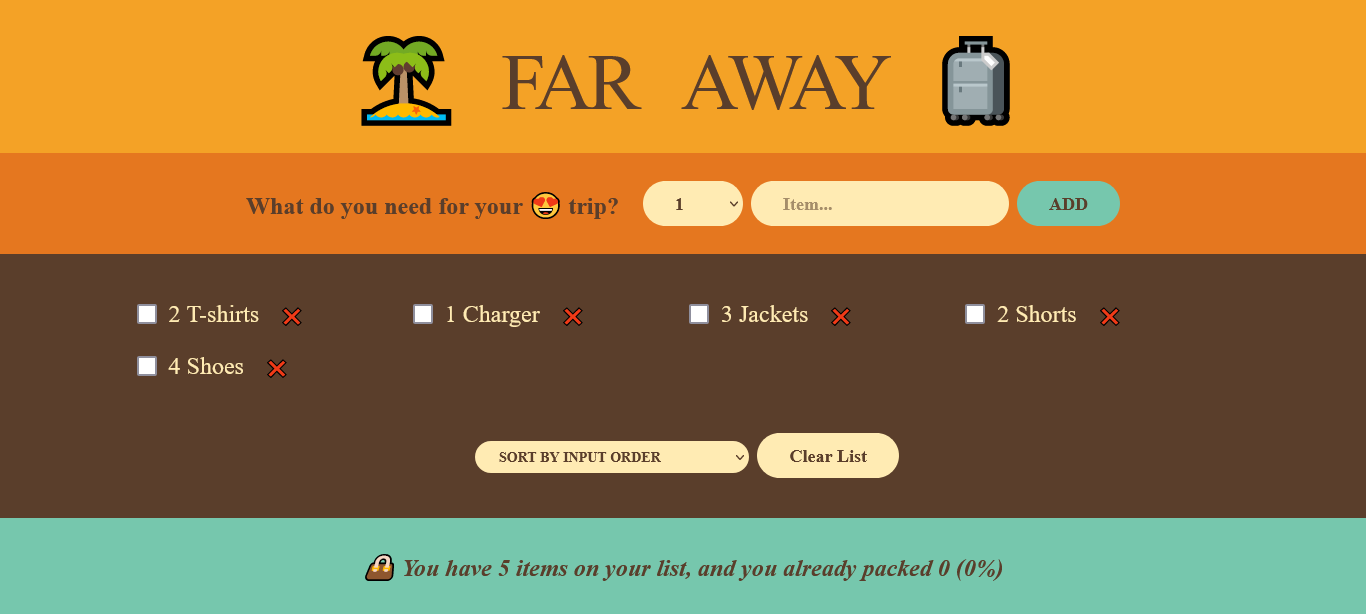 FAR AWAY
What do you need for your 😍 trip? 1 Item... ADD
2 T-shirts ❌ 1 Charger ❌ 3 Jackets ❌ 2 Shorts ❌
4 Shoes ❌
SORT BY INPUT ORDER Clear List
You have 5 items on your list, and you already packed 0 (0%)